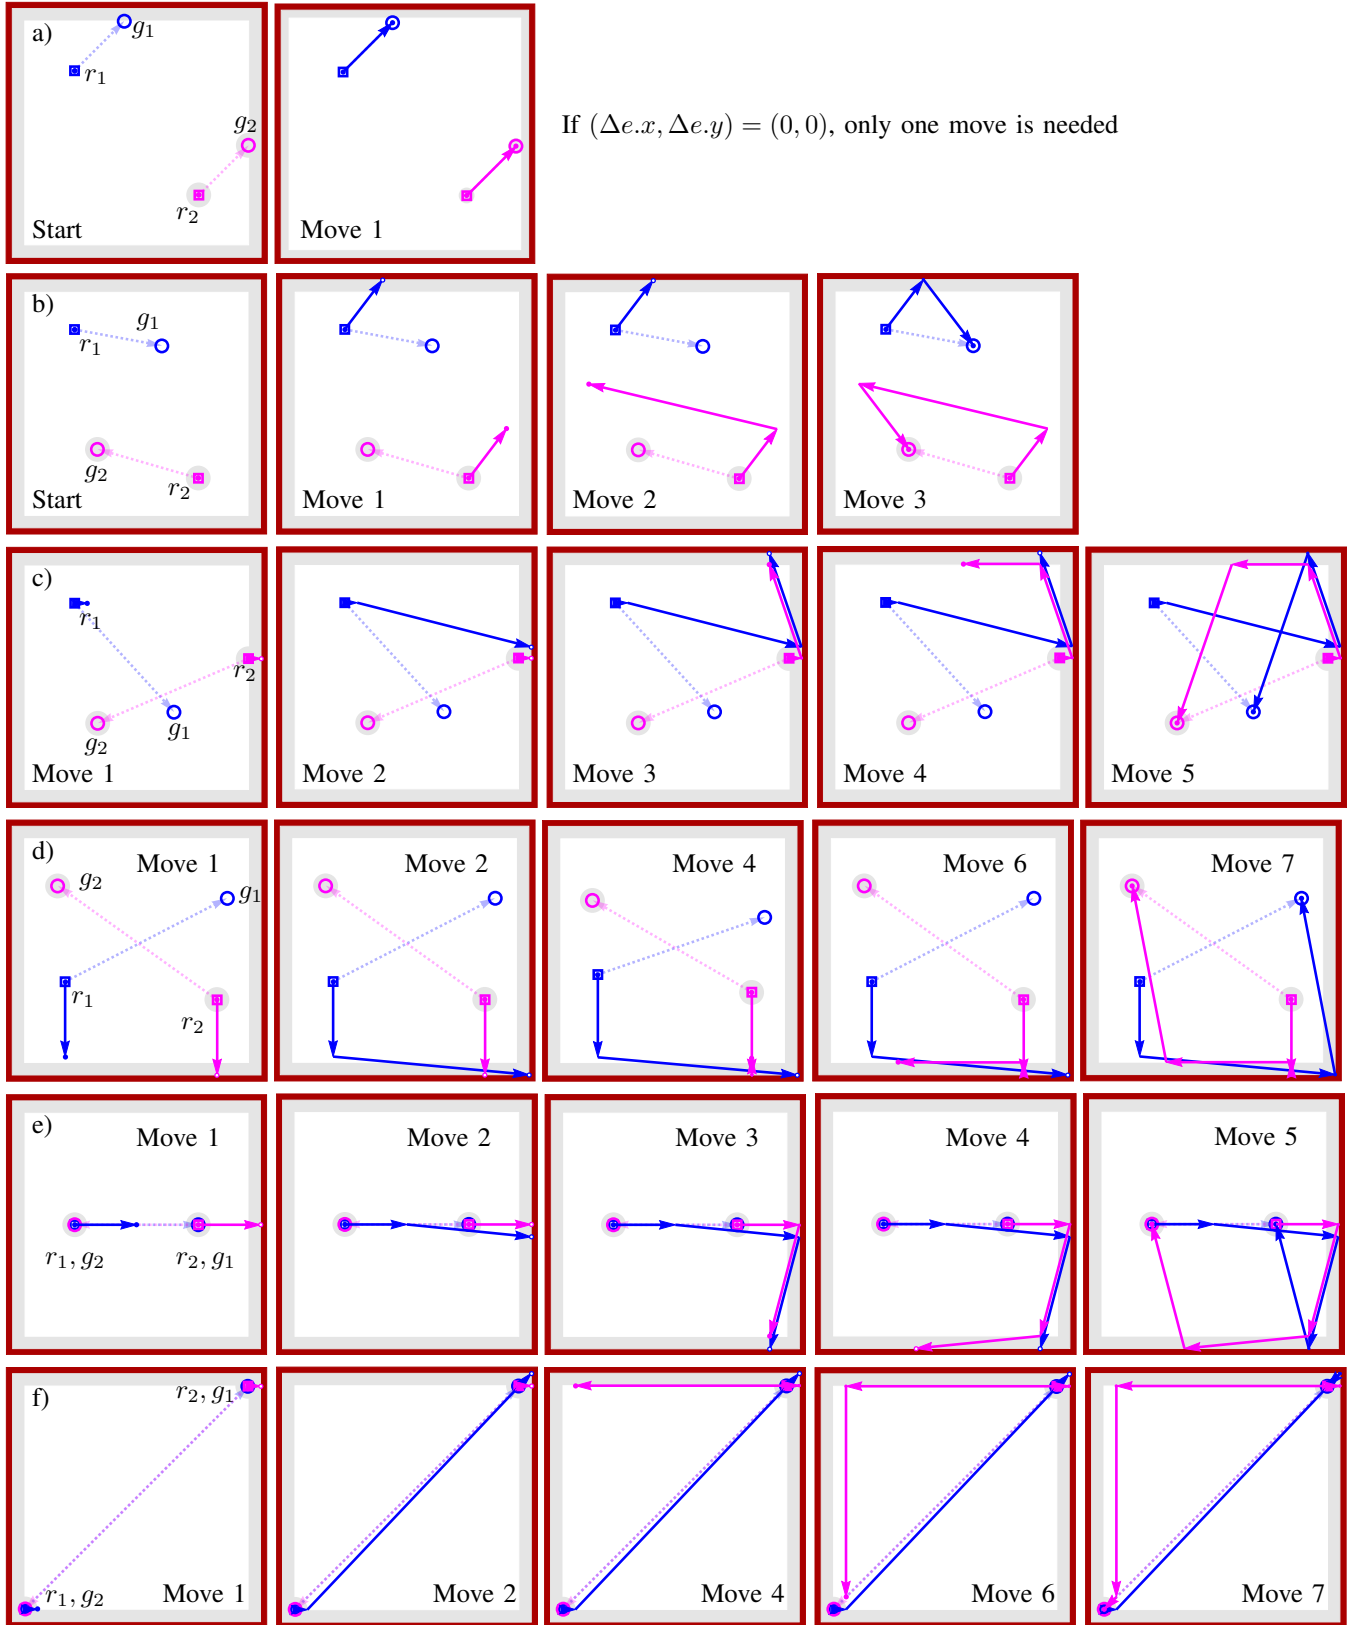 a)
g₁
r₁
g₂
r₂
Start
Move 1
If (Δe.x, Δe.y) = (0, 0), only one move is needed
b)
g₁
r₁
g₂
r₂
Start
Move 1
Move 2
Move 3
c)
r₁
r₂
g₁
g₂
Move 1
Move 2
Move 3
Move 4
Move 5
d)
Move 1
g₂
g₁
r₁
r₂
Move 2
Move 4
Move 6
Move 7
e)
Move 1
r₁, g₂
r₂, g₁
Move 2
Move 3
Move 4
Move 5
f)
r₂, g₁
r₁, g₂
Move 1
Move 2
Move 4
Move 6
Move 7